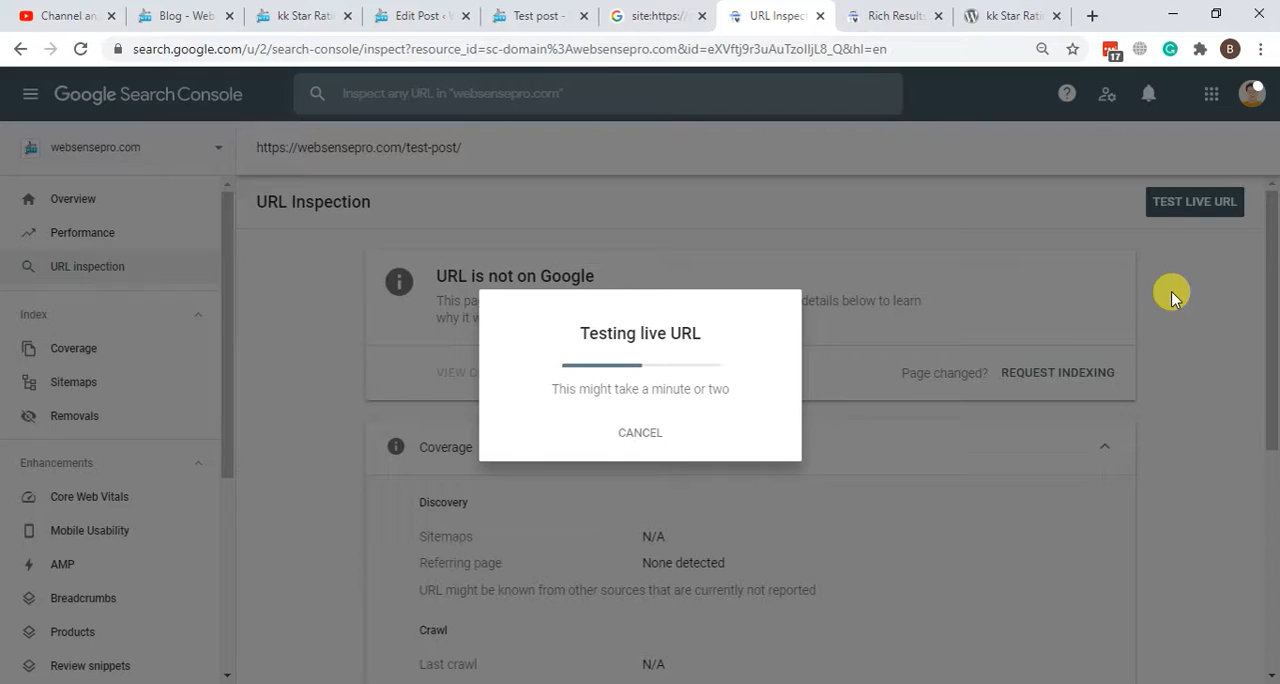 Channel an
Blog - Web
kk Star Rati
Edit Post ‹ W
Test post -
site:https://
URL Inspec
Rich Results
kk Star Rati
search.google.com/u/2/search-console/inspect?resource_id=sc-domain%3Awebsensepro.com&id=eXVftj9r3uAuTzoIIjL8_Q&hl=en
17
B
Google Search Console
Inspect any URL in "websensepro.com"
websensepro.com
https://websensepro.com/test-post/
Overview
Performance
URL inspection
Index
Coverage
Sitemaps
Removals
Enhancements
Core Web Vitals
Mobile Usability
AMP
Breadcrumbs
Products
Review snippets
URL Inspection
TEST LIVE URL
URL is not on Google
This pa details below to learn
why it w
Page changed? REQUEST INDEXING
Testing live URL
This might take a minute or two
CANCEL
Coverage
Discovery
Sitemaps N/A
Referring page None detected
URL might be known from other sources that are currently not reported
Crawl
Last crawl N/A